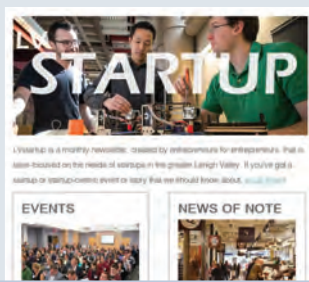 LV
STARTUP
LVstartup is a monthly newsletter, created by entrepreneurs for entrepreneurs, that is
laser-focused on the needs of startups in the greater Lehigh Valley. If you've got a
startup or startup-centric event or story that we should know about,
EVENTS
NEWS OF NOTE